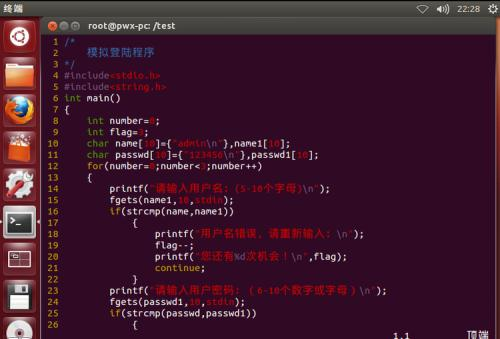 终端
22:28
root@pwx-pc: /test
1 /*
2 模拟登陆程序
3 */
4 #include<stdio.h>
5 #include<string.h>
6 int main()
7 {
8 int number=0;
9 int flag=3;
10 char name[10]={"admin\n"},name1[10];
11 char passwd[10]={"123456\n"},passwd1[10];
12 for(number=0;number<3;number++)
13 {
14 printf("请输入用户名：(5-10个字母)\n");
15 fgets(name1,10,stdin);
16 if(strcmp(name,name1))
17 {
18 printf("用户名错误，请重新输入：\n");
19 flag--;
20 printf("您还有%d次机会！\n",flag);
21 continue;
22 }
23 printf("请输入用户密码：（6-10个数字或字母）\n");
24 fgets(passwd1,10,stdin);
25 if(strcmp(passwd,passwd1))
26 {
1,1 顶端